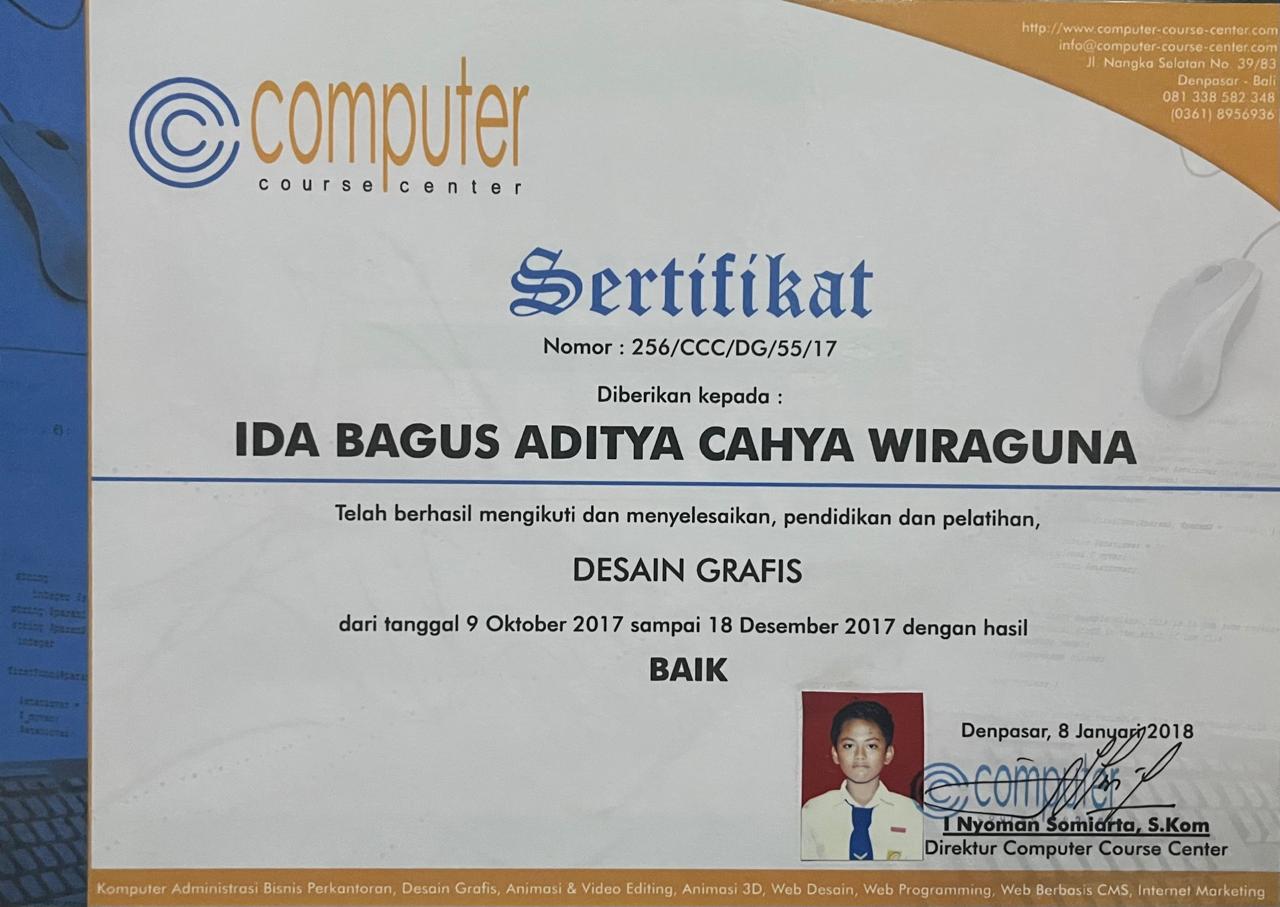 http://www.computer-course-center.com
info@computer-course-center.com
Jl. Nangka Selatan No. 39/83
Denpasar - Bali
081 338 582 348
(0361) 8956936
computer
course center
Sertifikat
Nomor : 256/CCC/DG/55/17
Diberikan kepada :
IDA BAGUS ADITYA CAHYA WIRAGUNA
Telah berhasil mengikuti dan menyelesaikan, pendidikan dan pelatihan,
DESAIN GRAFIS
dari tanggal 9 Oktober 2017 sampai 18 Desember 2017 dengan hasil
BAIK
Denpasar, 8 Januari 2018
computer
I Nyoman Somiarta, S.Kom
Direktur Computer Course Center
Komputer Administrasi Bisnis Perkantoran, Desain Grafis, Animasi & Video Editing, Animasi 3D, Web Desain, Web Programming, Web Berbasis CMS, Internet Marketing